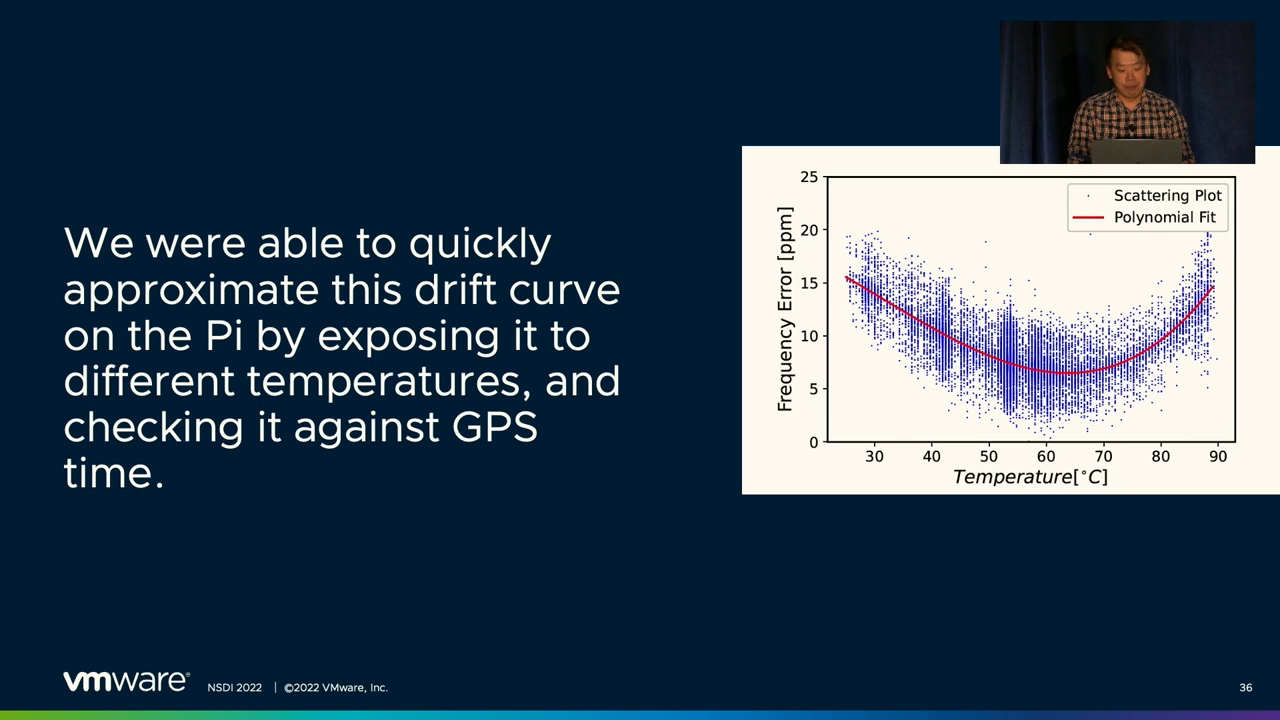 We were able to quickly
approximate this drift curve
on the Pi by exposing it to
different temperatures, and
checking it against GPS
time.
25
20
15
10
5
0
Frequency Error [ppm]
Scattering Plot
Polynomial Fit
30 40 50 60 70 80 90
Temperature[°C]
vmware® NSDI 2022 | ©2022 VMware, Inc.
36